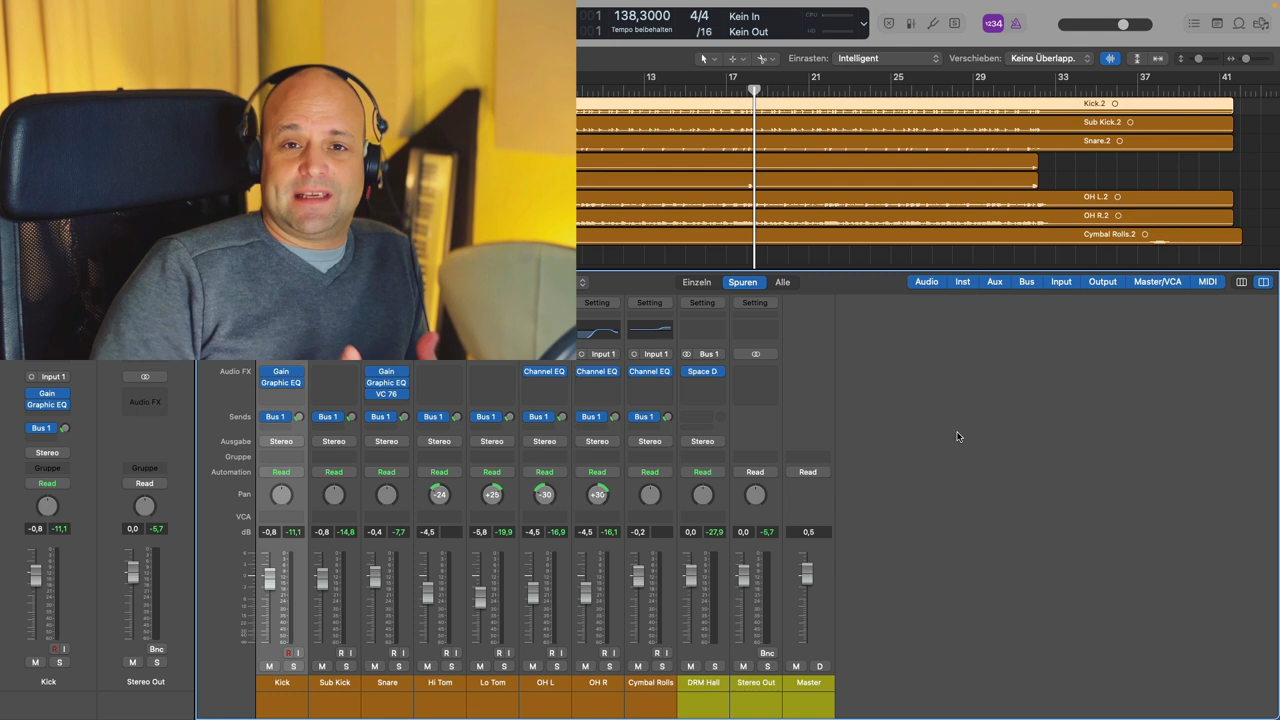 001 138,3000 4/4 Kein In CPU
001 Tempo beibehalten /16 Kein Out HD
S 1234
Einrasten: Intelligent Verschieben: Keine Überlapp.
13 17 21 25 29 33 37 41
Kick.2
Sub Kick.2
Snare.2
OH L.2
OH R.2
Cymbal Rolls.2
Einzeln Spuren Alle Audio Inst Aux Bus Input Output Master/VCA MIDI
Setting Setting Setting Setting
Input 1 Input 1 Bus 1
Audio FX Gain Gain Channel EQ Channel EQ Channel EQ Space D
Graphic EQ Graphic EQ
VC 76
Sends Bus 1 Bus 1 Bus 1 Bus 1 Bus 1 Bus 1 Bus 1 Bus 1
Ausgabe Stereo Stereo Stereo Stereo Stereo Stereo Stereo Stereo Stereo
Gruppe
Automation Read Read Read Read Read Read Read Read Read Read Read
Pan -24 +25 -30 +30
VCA
dB -0,8 -11,1 -0,8 -14,8 -0,4 -7,7 -4,5 -5,8 -19,9 -4,5 -16,9 -4,5 -16,1 -0,2 0,0 -27,9 0,0 -5,7 0,5
R I R I R I R I R I R I R I R I Bnc
M S M S M S M S M S M S M S M S M S M S M D
Kick Sub Kick Snare Hi Tom Lo Tom OH L OH R Cymbal Rolls DRM Hall Stereo Out Master
Input 1
Gain
Graphic EQ
Audio FX
Bus 1
Stereo
Gruppe Gruppe
Read Read
-0,8 -11,1 0,0 -5,7
R I Bnc
M S M S
Kick Stereo Out